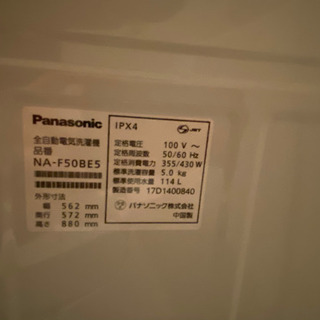 Panasonic
全自動電気洗濯機
品番
NA-F50BE5
外形寸法
幅 562 mm
奥行 572 mm
高さ 880 mm
IPX4
JET
定格電圧 100 V ～
定格周波数 50/60 Hz
定格消費電力 355/430 W
標準洗濯容量 5.0 kg
標準使用水量 114 L
製造番号 17D1400840
パナソニック株式会社
中国製